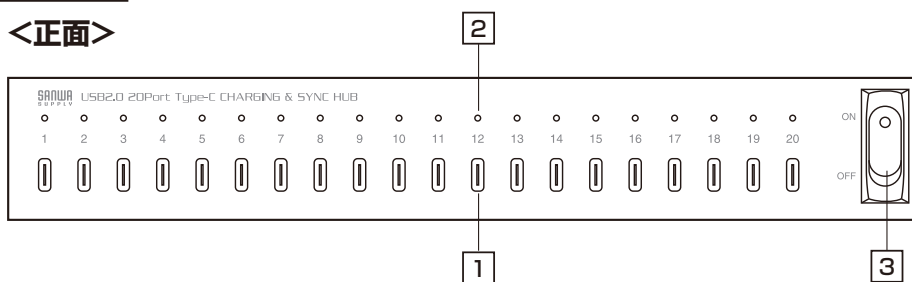 <正面>
2
SANWA SUPPLY USB2.0 20Port Type-C CHARGING & SYNC HUB
ON
1 2 3 4 5 6 7 8 9 10 11 12 13 14 15 16 17 18 19 20
OFF
1
3